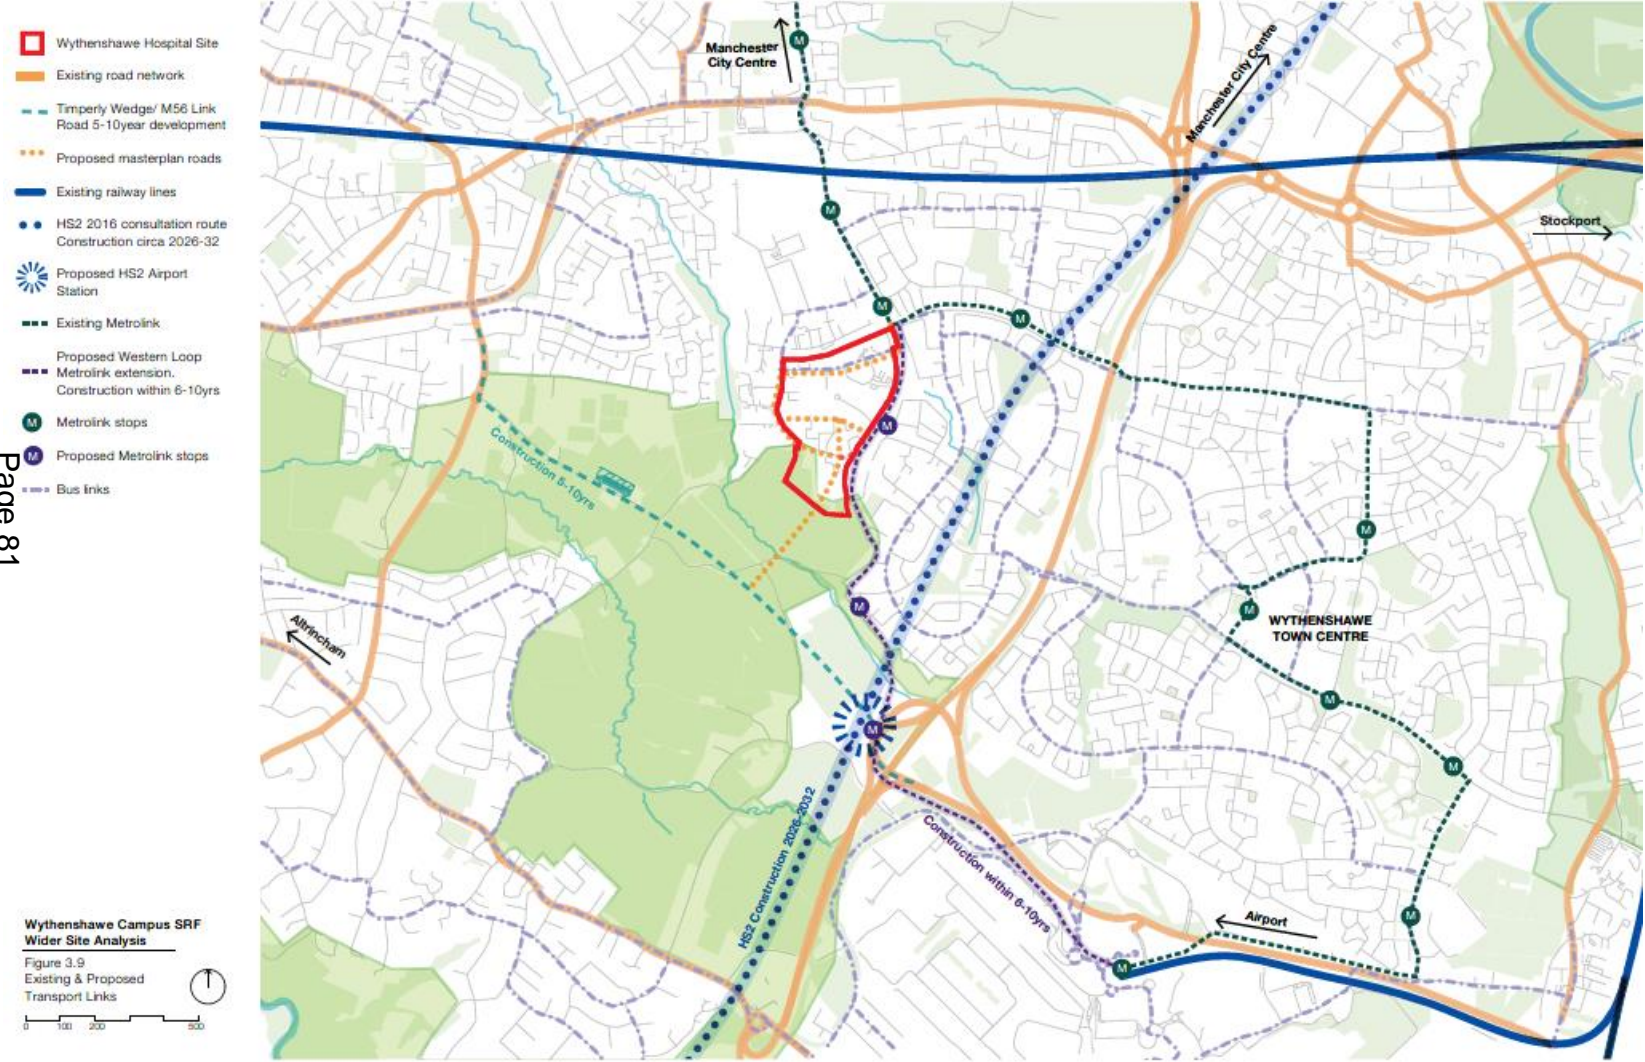 Wythenshawe Hospital Site
Existing road network
Timperly Wedge/ M56 Link
Road 5-10year development
Proposed masterplan roads
Existing railway lines
HS2 2016 consultation route
Construction circa 2026-32
Proposed HS2 Airport
Station
Existing Metrolink
Proposed Western Loop
Metrolink extension.
Construction within 6-10yrs
M Metrolink stops
M Proposed Metrolink stops
Bus links
Page 81
Wythenshawe Campus SRF
Wider Site Analysis
Figure 3.9
Existing & Proposed
Transport Links
0 100 200 500
Manchester
City Centre
M
Manchester City Centre
Stockport
M
M
M
M
Construction 5-10yrs
M
M
M
WYTHENSHAWE
TOWN CENTRE
Altrincham
M
M
M
HS2 Construction 2026-2032
Construction within 6-10yrs
M
Airport
M